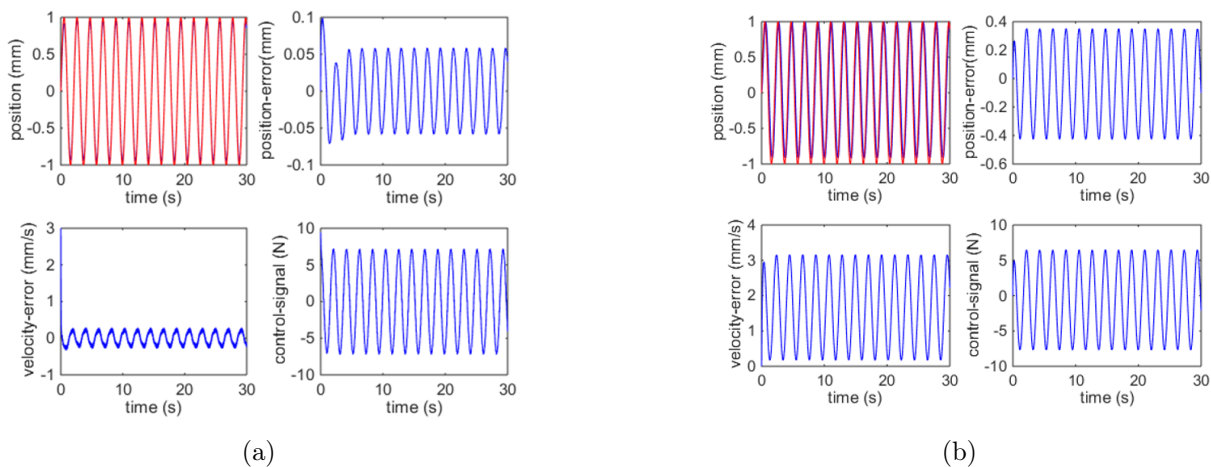 1
0.5
0
-0.5
-1
position (mm)
0 10 20 30
time (s)
0.1
0.05
0
-0.05
0.1
position-error(mm)
0 10 20 30
time (s)
3
2
1
0
-1
velocity-error (mm/s)
0 10 20 30
time (s)
10
5
0
-5
-10
control-signal (N)
0 10 20 30
time (s)
(a)
1
0.5
0
-0.5
-1
position (mm)
0 10 20 30
time (s)
0.4
0.2
0
-0.2
-0.4
-0.6
position-error(mm)
0 10 20 30
time (s)
4
3
2
1
0
velocity-error (mm/s)
0 10 20 30
time (s)
10
5
0
-5
-10
control-signal (N)
0 10 20 30
time (s)
(b)